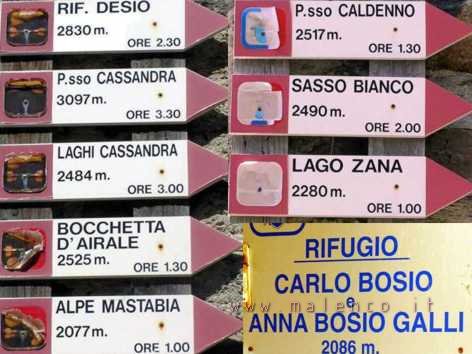 RIF. DESIO
2830 m.
ORE 2.30
P.sso CASSANDRA
3097 m.
ORE 3.30
LAGHI CASSANDRA
2484 m.
ORE 3.00
BOCCHETTA
D'AIRALE
2525 m.
ORE 1.30
ALPE MASTABIA
2077 m.
ORE 1.00
P.sso CALDENNO
2517 m.
ORE 1.30
SASSO BIANCO
2490 m.
ORE 2.00
LAGO ZANA
2280 m.
ORE 1.00
RIFUGIO
CARLO BOSIO
e
www.malenco.it
ANNA BOSIO GALLI
2086 m.